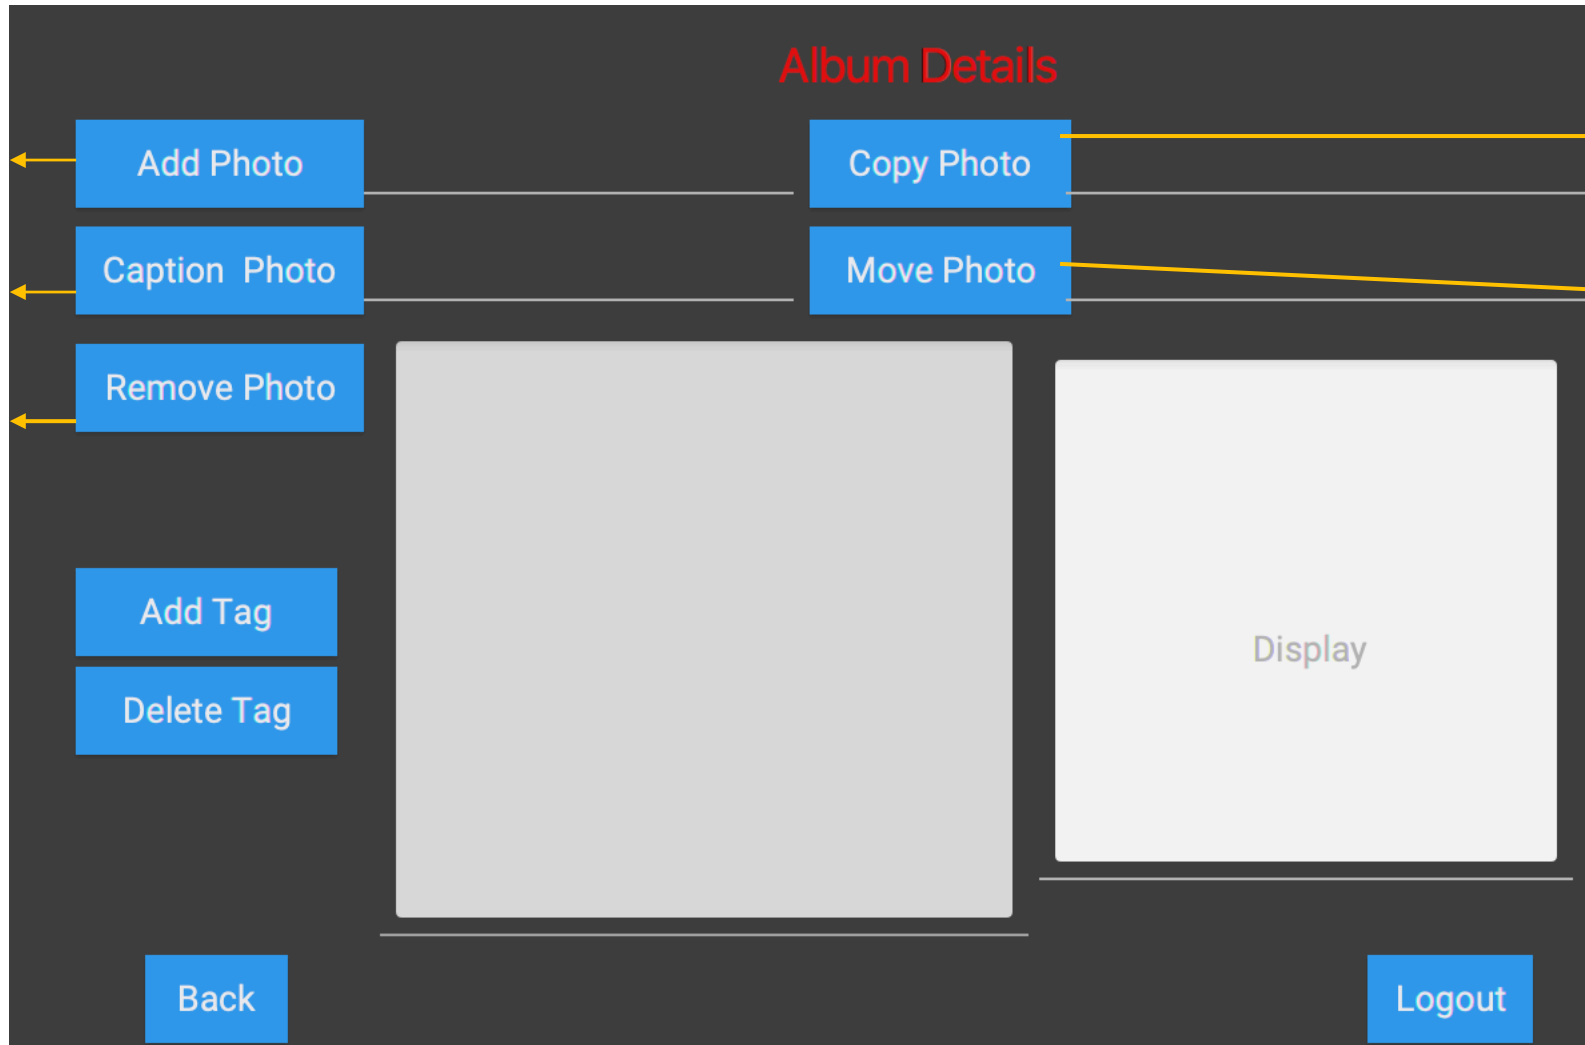 Album Details
Add Photo
Copy Photo
Caption  Photo
Move Photo
Remove Photo
Add Tag
Display
Delete Tag
Back
Logout